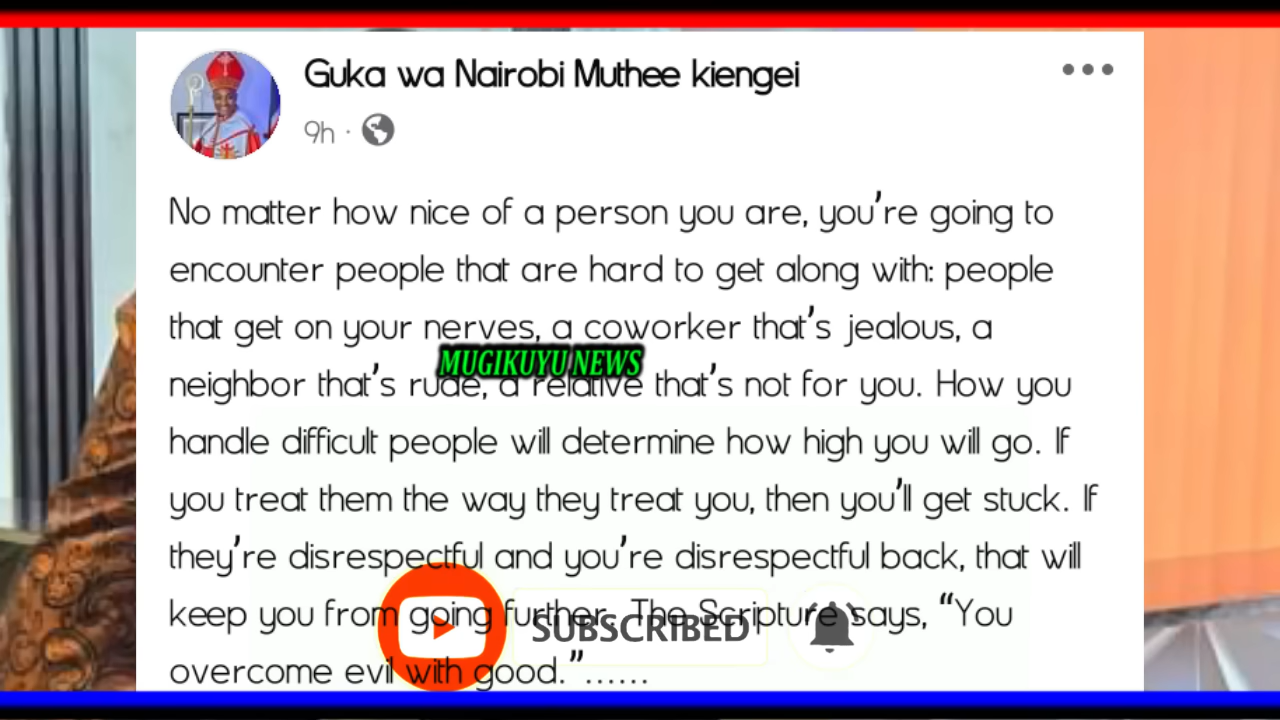 Guka wa Nairobi Muthee kiengei
9h ·
No matter how nice of a person you are, you're going to
encounter people that are hard to get along with: people
that get on your nerves, a coworker that's jealous, a
MUGIKUYU NEWS
neighbor that's rude, a relative that's not for you. How you
handle difficult people will determine how high you will go. If
you treat them the way they treat you, then you'll get stuck. If
they're disrespectful and you're disrespectful back, that will
keep you from going further. The Scripture says, “You
SUBSCRIBED
overcome evil with good.”......